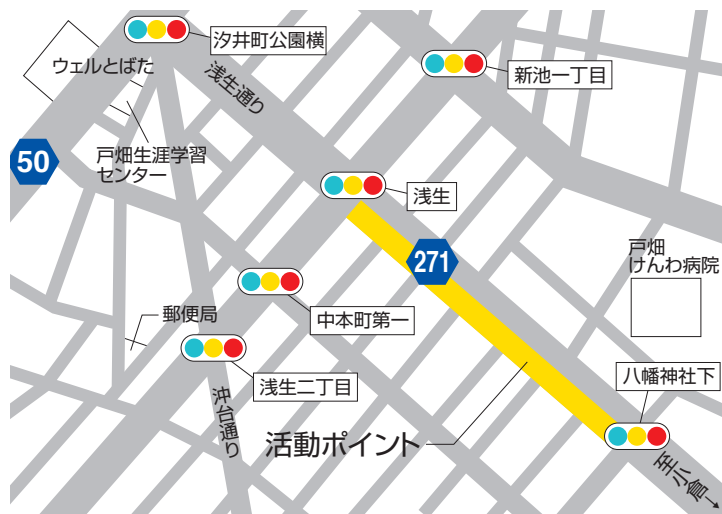 汐井町公園横
ウェルとばた
浅生通り
新池一丁目
戸畑生涯学習
センター
50
浅生
271
戸畑
けんわ病院
郵便局
中本町第一
浅生二丁目
八幡神社下
沖台通り
活動ポイント
至小倉